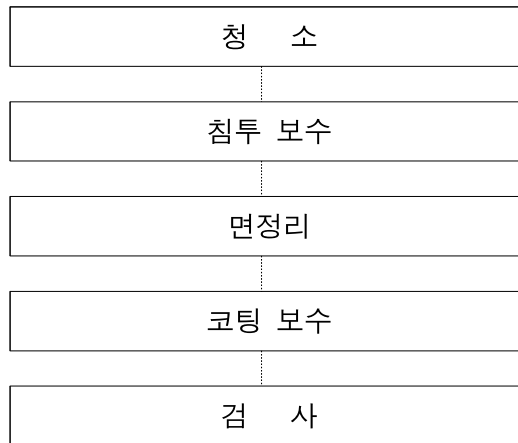 청 소
침투 보수
면정리
코팅 보수
검 사